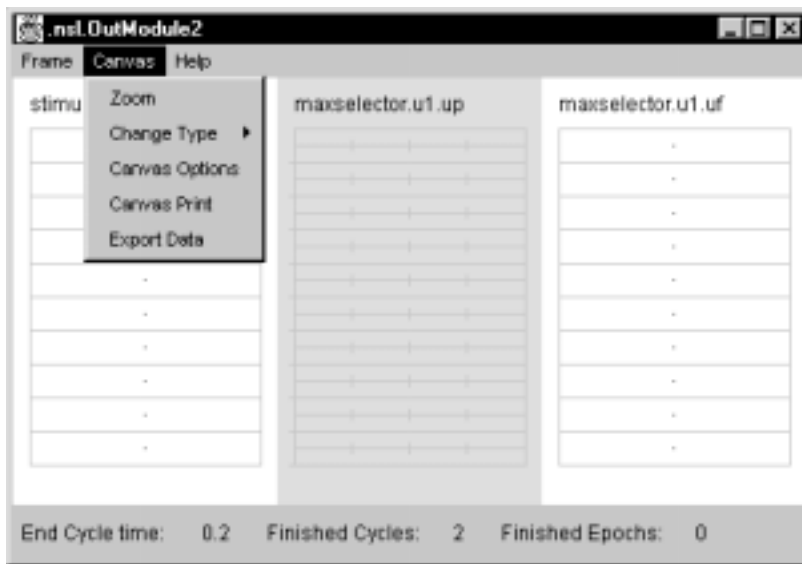 .nsl.OutModule2
Frame Canvas Help
stimu
Zoom
Change Type
Canvas Options
Canvas Print
Export Data
maxselector.u1.up
maxselector.u1.uf
End Cycle time: 0.2 Finished Cycles: 2 Finished Epochs: 0